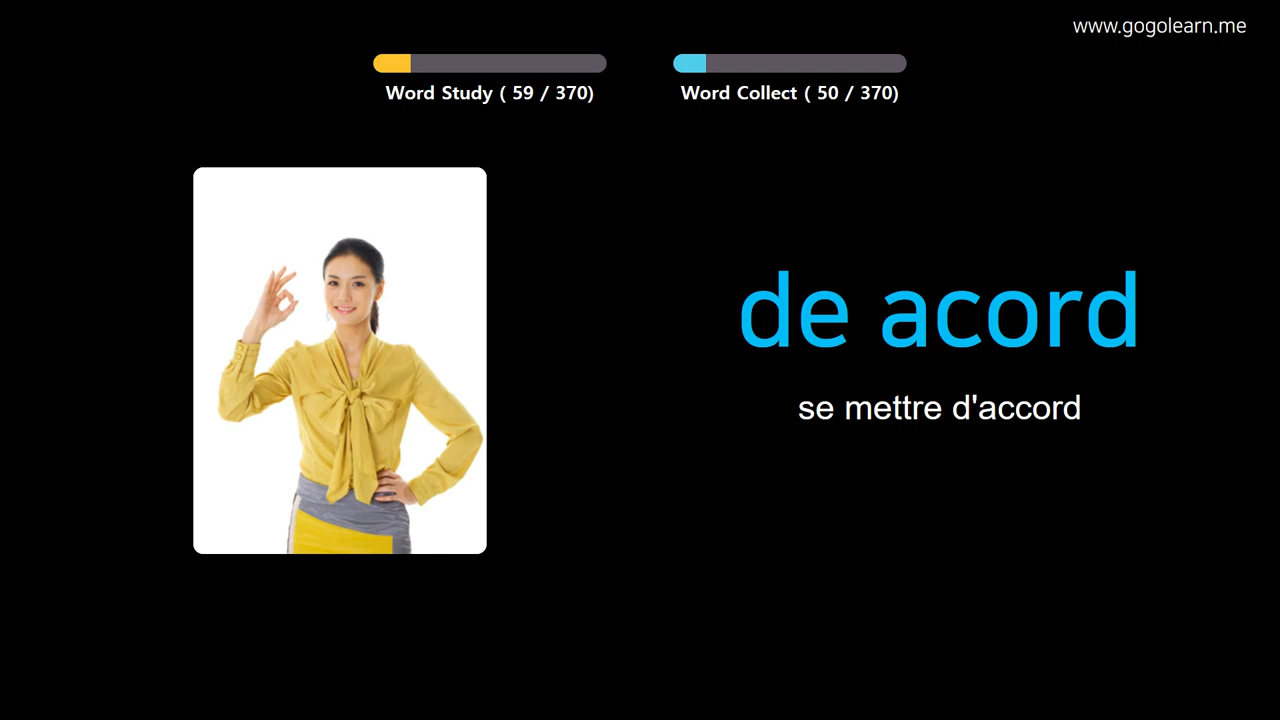 www.gogolearn.me
Word Study ( 59 / 370)
Word Collect ( 50 / 370)
de acord
se mettre d'accord